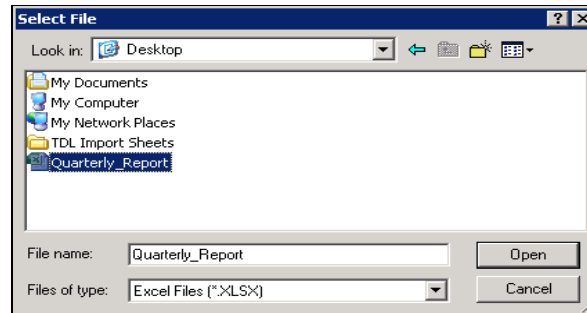 Select File
Look in: Desktop
My Documents
My Computer
My Network Places
TDL Import Sheets
Quarterly_Report
File name: Quarterly_Report Open
Files of type: Excel Files (*.XLSX) Cancel